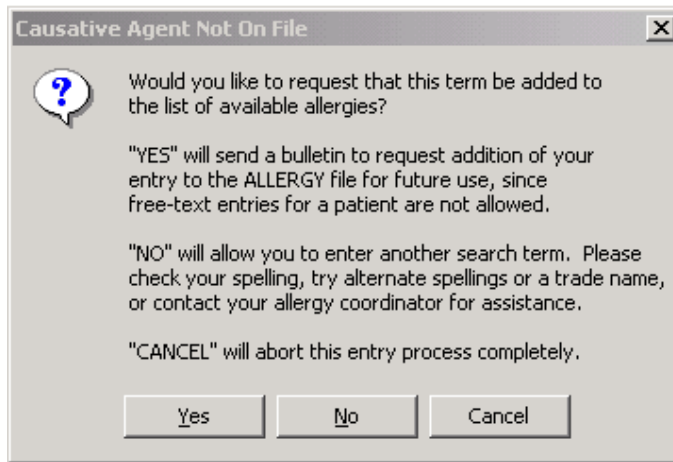 Causative Agent Not On File
Would you like to request that this term be added to
the list of available allergies?
"YES" will send a bulletin to request addition of your
entry to the ALLERGY file for future use, since
free-text entries for a patient are not allowed.
"NO" will allow you to enter another search term.  Please
check your spelling, try alternate spellings or a trade name,
or contact your allergy coordinator for assistance.
"CANCEL" will abort this entry process completely.
Yes No Cancel